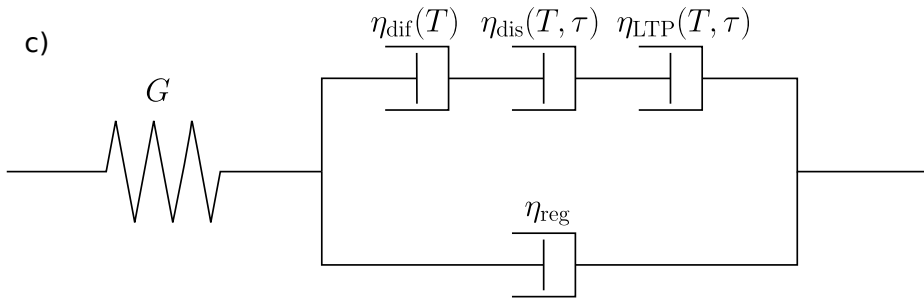 η_dif(T) η_dis(T, τ) η_LTP(T, τ)
c)
G
η_reg